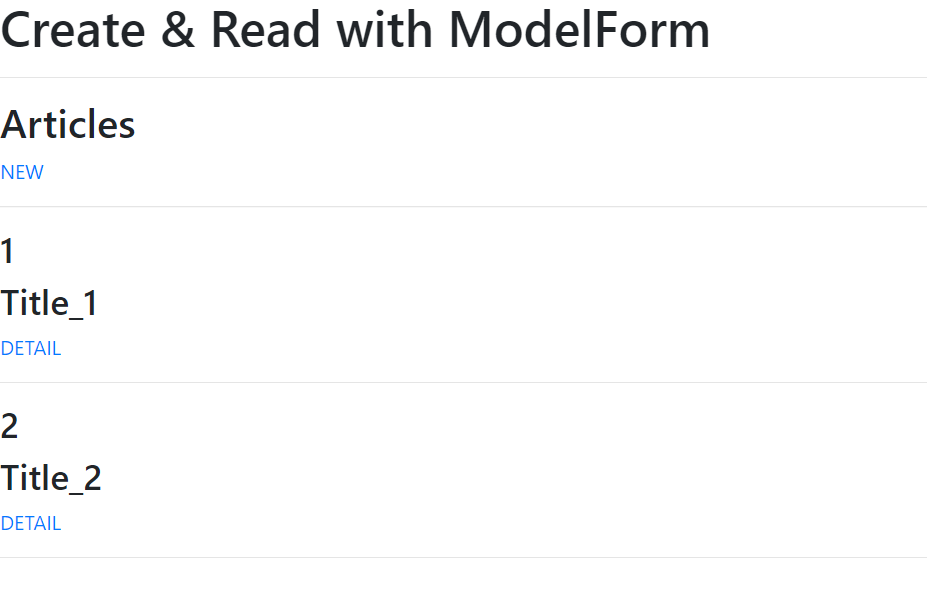 Create & Read with ModelForm
Articles
NEW
1
Title_1
DETAIL
2
Title_2
DETAIL